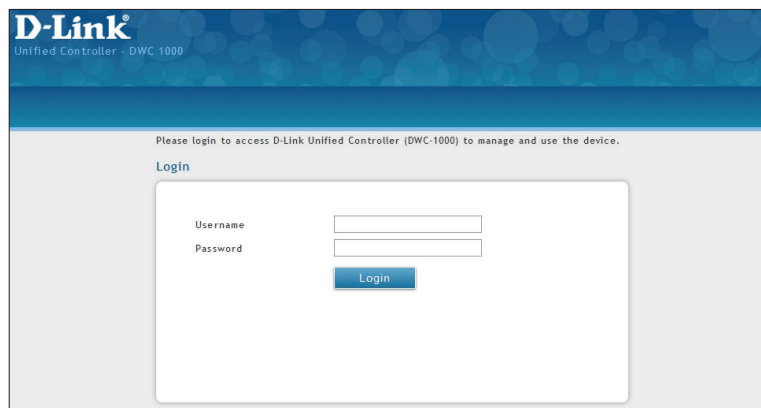 D-Link®
Unified Controller - DWC 1000
Please login to access D-Link Unified Controller (DWC-1000) to manage and use the device.
Login
Username
Password
Login